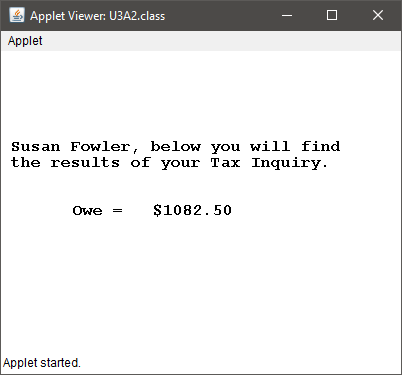 Applet Viewer: U3A2.class
Applet
Susan Fowler, below you will find
the results of your Tax Inquiry.
Owe =   $1082.50
Applet started.